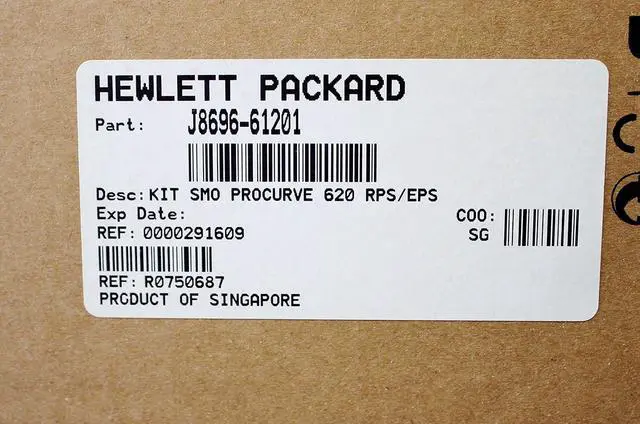 HEWLETT PACKARD
Part: J8696-61201
Desc:KIT SMO PROCURVE 620 RPS/EPS
Exp Date:
COO:
REF: 0000291609
SG
REF: R0750687
PRODUCT OF SINGAPORE